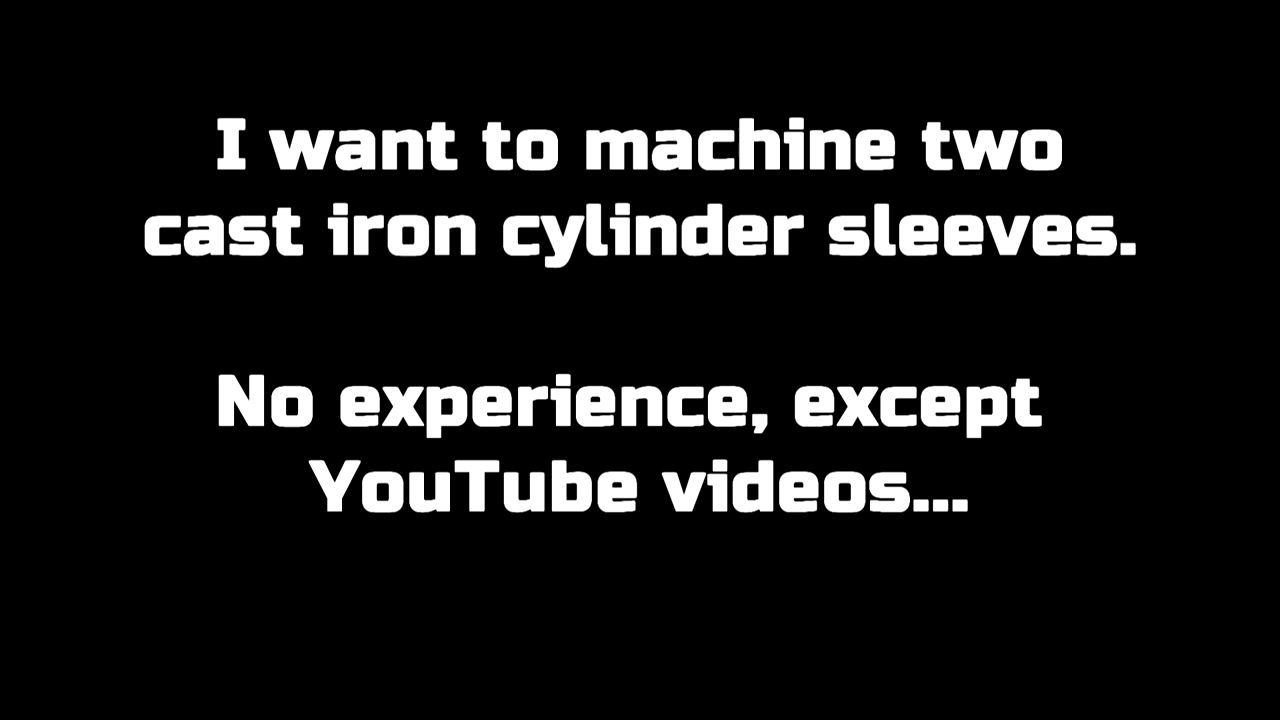 I want to machine two
cast iron cylinder sleeves.
No experience, except
YouTube videos...